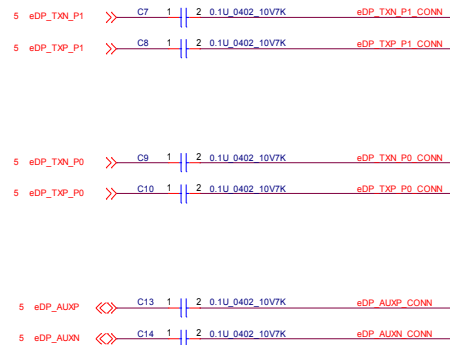 5 eDP_TXN_P1 C7 1 2 0.1U_0402_10V7K eDP_TXN_P1_CONN
5 eDP_TXP_P1 C8 1 2 0.1U_0402_10V7K eDP_TXP_P1_CONN
5 eDP_TXN_P0 C9 1 2 0.1U_0402_10V7K eDP_TXN_P0_CONN
5 eDP_TXP_P0 C10 1 2 0.1U_0402_10V7K eDP_TXP_P0_CONN
5 eDP_AUXP C13 1 2 0.1U_0402_10V7K eDP_AUXP_CONN
5 eDP_AUXN C14 1 2 0.1U_0402_10V7K eDP_AUXN_CONN